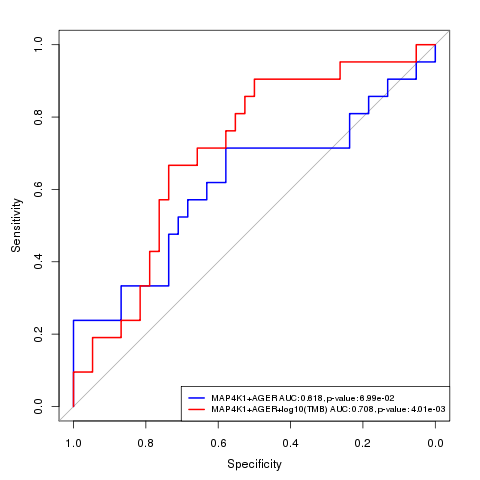 1.0
0.8
0.6
0.4
0.2
0.0
Sensitivity
MAP4K1+AGER AUC:0.618, p-value:6.99e-02
MAP4K1+AGER+log10(TMB) AUC:0.708, p-value:4.01e-03
1.0 0.8 0.6 0.4 0.2 0.0
Specificity